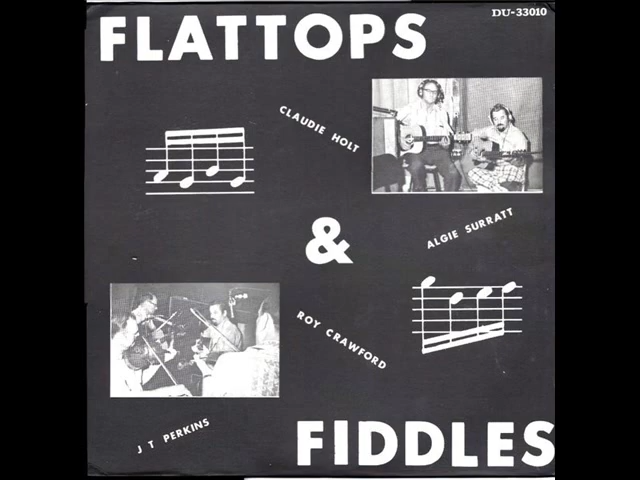 DU-33010
FLATTOPS
CLAUDIE HOLT
ALGIE SURRATT
&
ROY CRAWFORD
J T PERKINS
FIDDLES